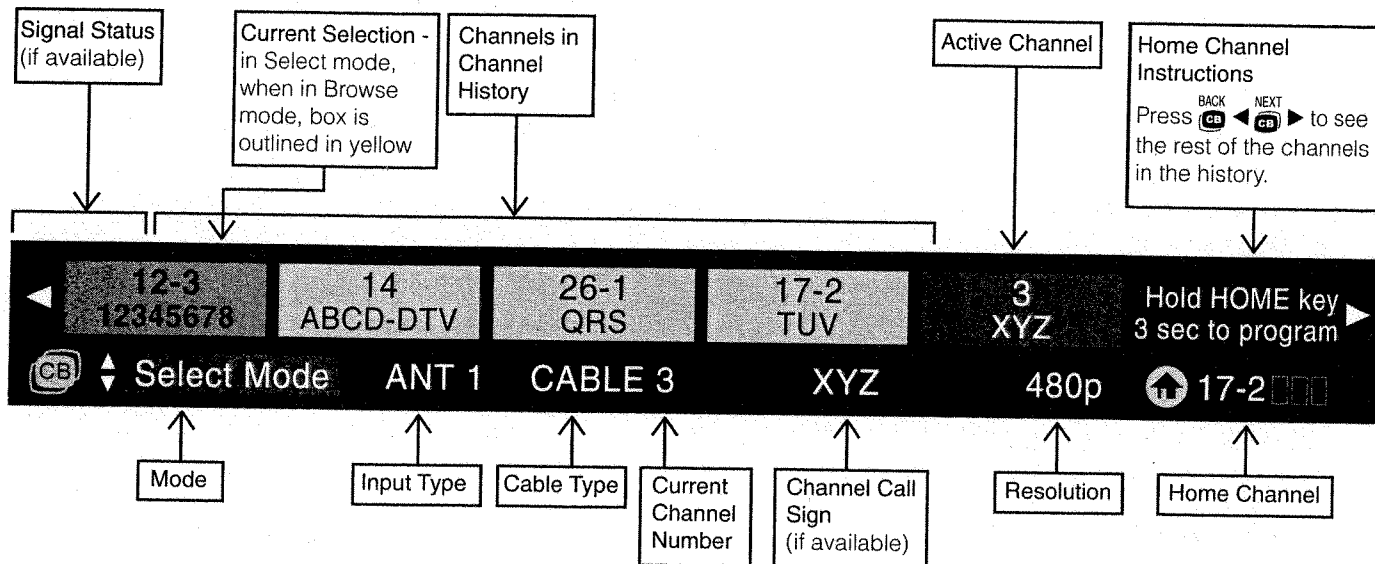 Signal Status
(if available)
Current Selection -
in Select mode,
when in Browse
mode, box is
outlined in yellow
Channels in
Channel
History
Active Channel
Home Channel
Instructions
BACK NEXT
Press CB ◀ CB ▶ to see
the rest of the channels
in the history.
12-3
12345678
14
ABCD-DTV
26-1
QRS
17-2
TUV
3
XYZ
Hold HOME key
3 sec to program
CB Select Mode ANT 1 CABLE 3 XYZ 480p 17-2
Mode
Input Type
Cable Type
Current
Channel
Number
Channel Call
Sign
(if available)
Resolution
Home Channel